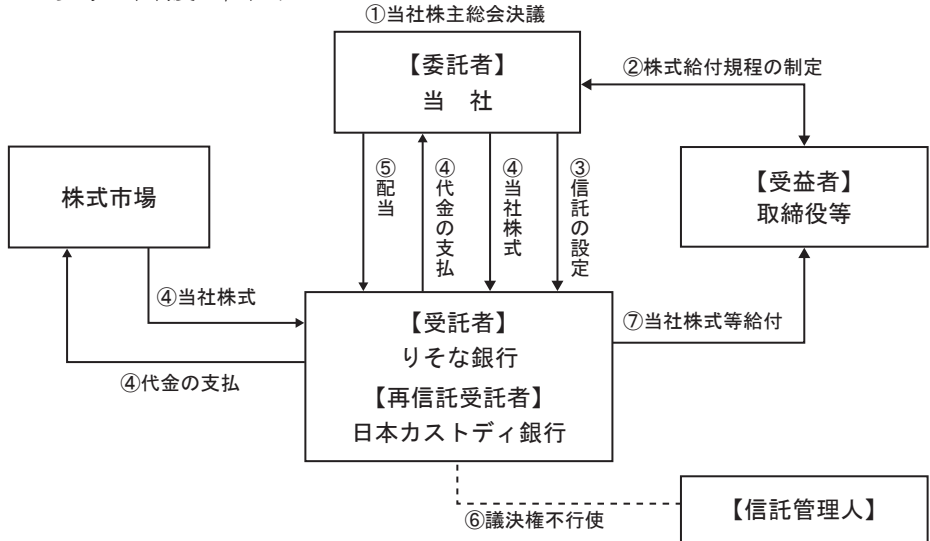 ①当社株主総会決議
【委託者】
当　社
②株式給付規程の制定
株式市場
⑤配当
④代金の支払
④当社株式
③信託の設定
【受益者】
取締役等
④当社株式
④代金の支払
【受託者】
りそな銀行
【再信託受託者】
日本カストディ銀行
⑦当社株式等給付
⑥議決権不行使
【信託管理人】